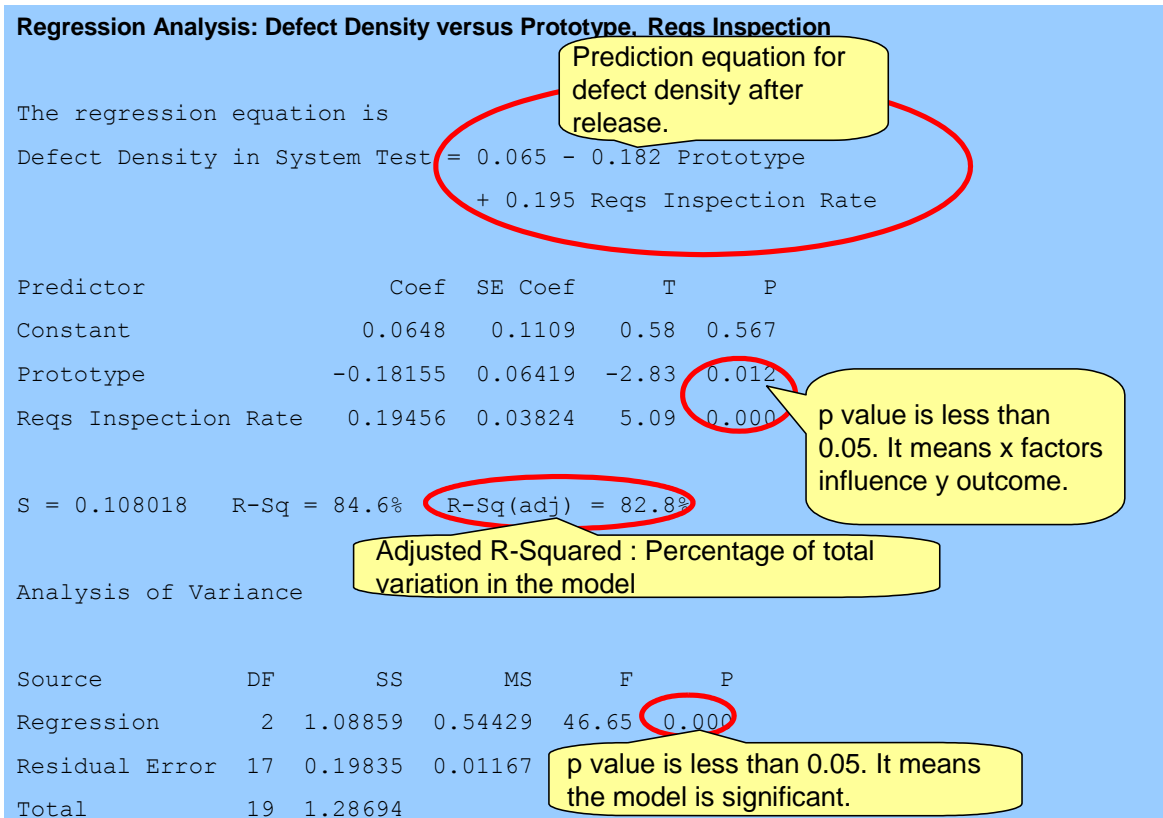 Regression Analysis: Defect Density versus Prototype, Reqs Inspection
Prediction equation for
defect density after
release.
The regression equation is
Defect Density in System Test = 0.065 - 0.182 Prototype
+ 0.195 Reqs Inspection Rate
Predictor Coef SE Coef T P
Constant 0.0648 0.1109 0.58 0.567
Prototype -0.18155 0.06419 -2.83 0.012
Reqs Inspection Rate 0.19456 0.03824 5.09 0.000
p value is less than
0.05. It means x factors
influence y outcome.
S = 0.108018 R-Sq = 84.6% R-Sq(adj) = 82.8%
Adjusted R-Squared : Percentage of total
variation in the model
Analysis of Variance
Source DF SS MS F P
Regression 2 1.08859 0.54429 46.65 0.000
Residual Error 17 0.19835 0.01167
p value is less than 0.05. It means
the model is significant.
Total 19 1.28694